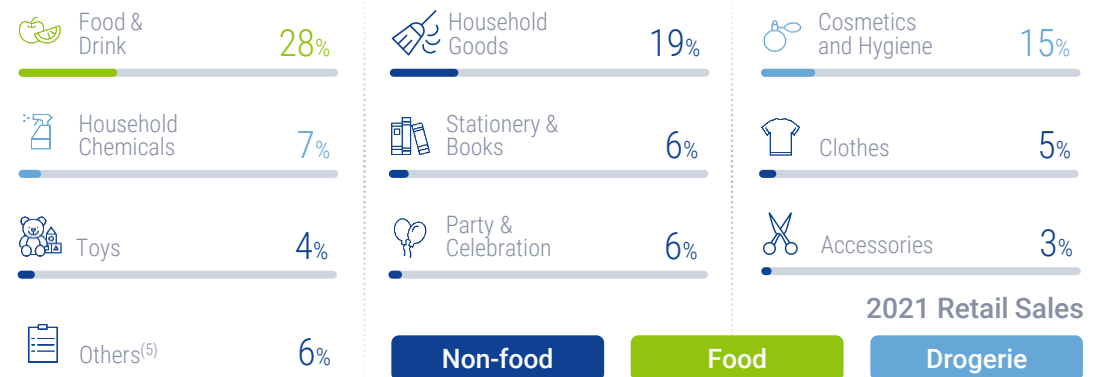 Food &
Drink
28%
Household
Goods
19%
Cosmetics
and Hygiene
15%
Household
Chemicals
7%
Stationery &
Books
6%
Clothes
5%
Toys
4%
Party &
Celebration
6%
Accessories
3%
2021 Retail Sales
Others(5)
6%
Non-food
Food
Drogerie